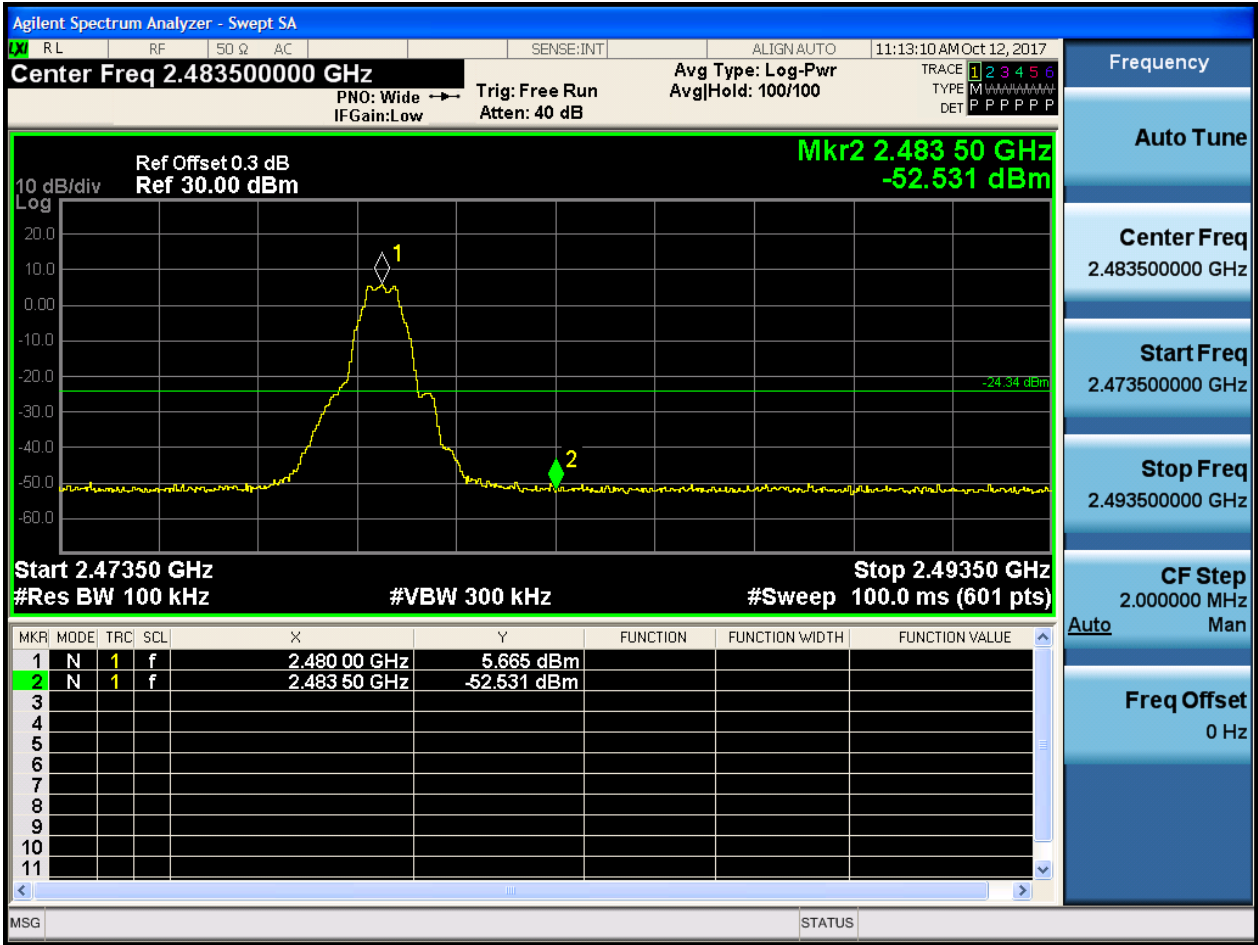 Agilent Spectrum Analyzer - Swept SA
LXI RL RF 50 Ω AC SENSE:INT ALIGN AUTO 11:13:10 AM Oct 12, 2017
Center Freq 2.483500000 GHz
PNO: Wide
IFGain:Low
Trig: Free Run
Atten: 40 dB
Avg Type: Log-Pwr
Avg|Hold: 100/100
TRACE 1 2 3 4 5 6
TYPE M W W W W W
DET P P P P P P
Mkr2 2.483 50 GHz
-52.531 dBm
Ref Offset 0.3 dB
10 dB/div Ref 30.00 dBm
Log
20.0
10.0
0.00
-10.0
-20.0
-30.0
-40.0
-50.0
-60.0
1
-24.34 dBm
2
Start 2.47350 GHz Stop 2.49350 GHz
#Res BW 100 kHz #VBW 300 kHz #Sweep 100.0 ms (601 pts)
MKR MODE TRC SCL X Y FUNCTION FUNCTION WIDTH FUNCTION VALUE
1 N 1 f 2.480 00 GHz 5.665 dBm
2 N 1 f 2.483 50 GHz -52.531 dBm
3
4
5
6
7
8
9
10
11
MSG STATUS
Frequency
Auto Tune
Center Freq
2.483500000 GHz
Start Freq
2.473500000 GHz
Stop Freq
2.493500000 GHz
CF Step
2.000000 MHz
Auto Man
Freq Offset
0 Hz